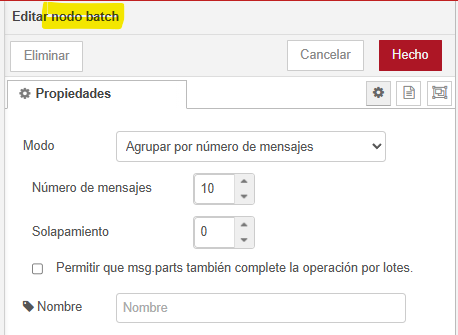 Editar nodo batch
Eliminar
Cancelar
Hecho
Propiedades
Modo
Agrupar por número de mensajes
Número de mensajes
10
Solapamiento
0
Permitir que msg.parts también complete la operación por lotes.
Nombre
Nombre